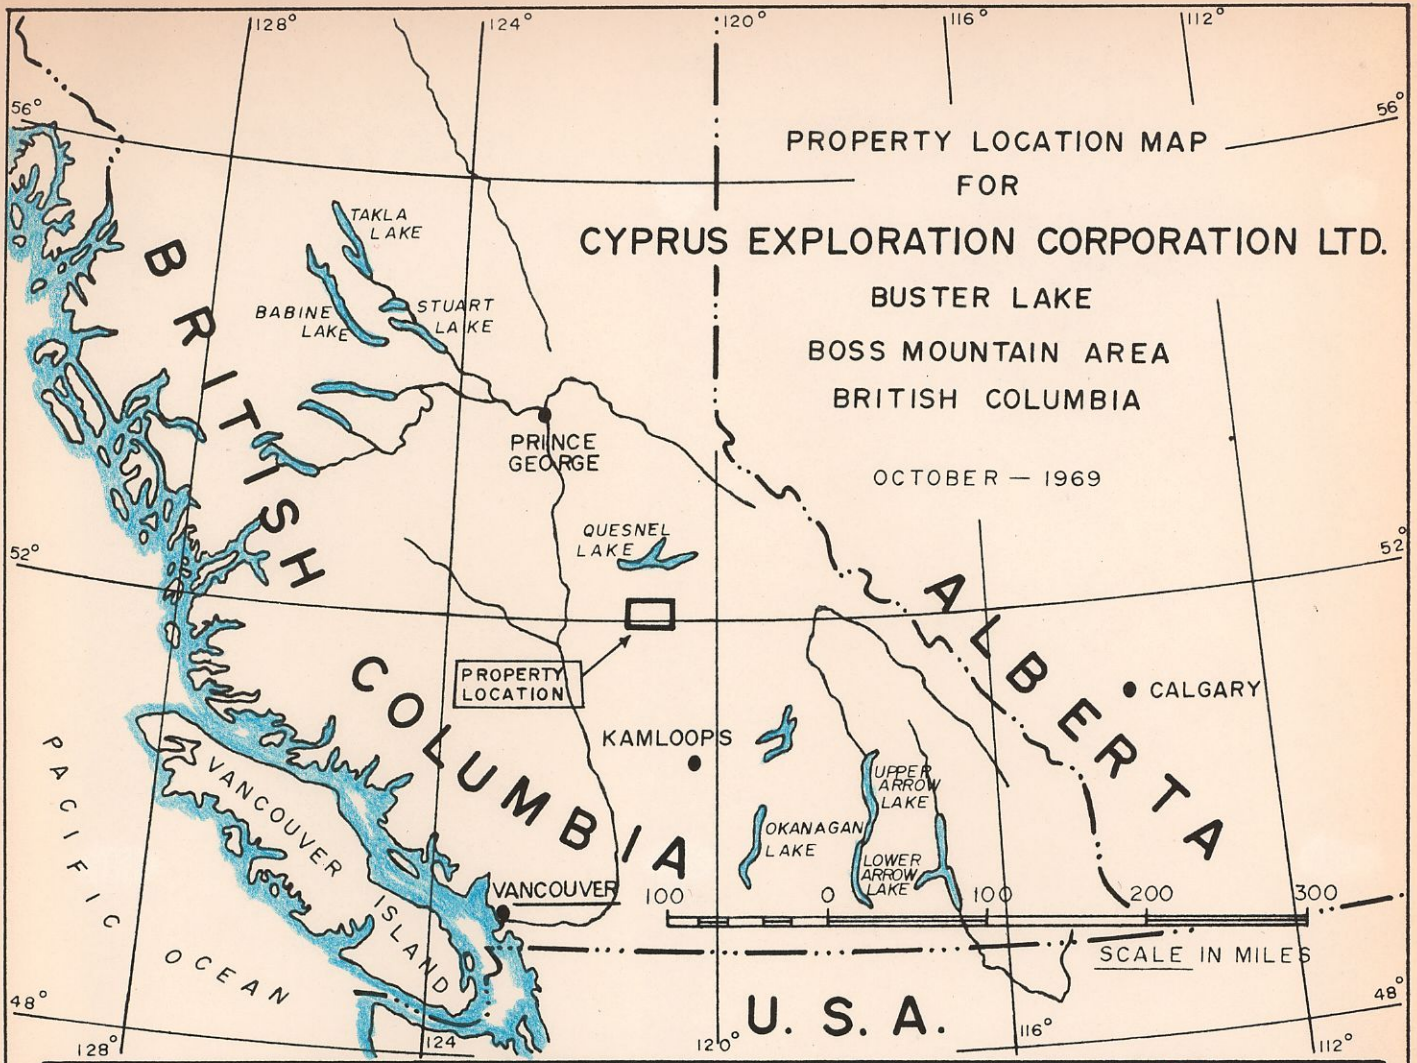 128°
124°
120°
116°
112°
56°
56°
PROPERTY LOCATION MAP
FOR
CYPRUS EXPLORATION CORPORATION LTD.
BUSTER LAKE
BOSS MOUNTAIN AREA
BRITISH COLUMBIA
OCTOBER — 1969
TAKLA
LAKE
BABINE
LAKE
STUART
LAKE
BRITISH
COLUMBIA
PRINCE
GEORGE
QUESNEL
LAKE
52°
52°
ALBERTA
PROPERTY
LOCATION
CALGARY
KAMLOOPS
UPPER
ARROW
LAKE
OKANAGAN
LAKE
LOWER
ARROW
LAKE
PACIFIC
OCEAN
VANCOUVER
ISLAND
VANCOUVER
100 0 100 200 300
SCALE IN MILES
U. S. A.
48°
48°
128°
124
120°
116°
112°